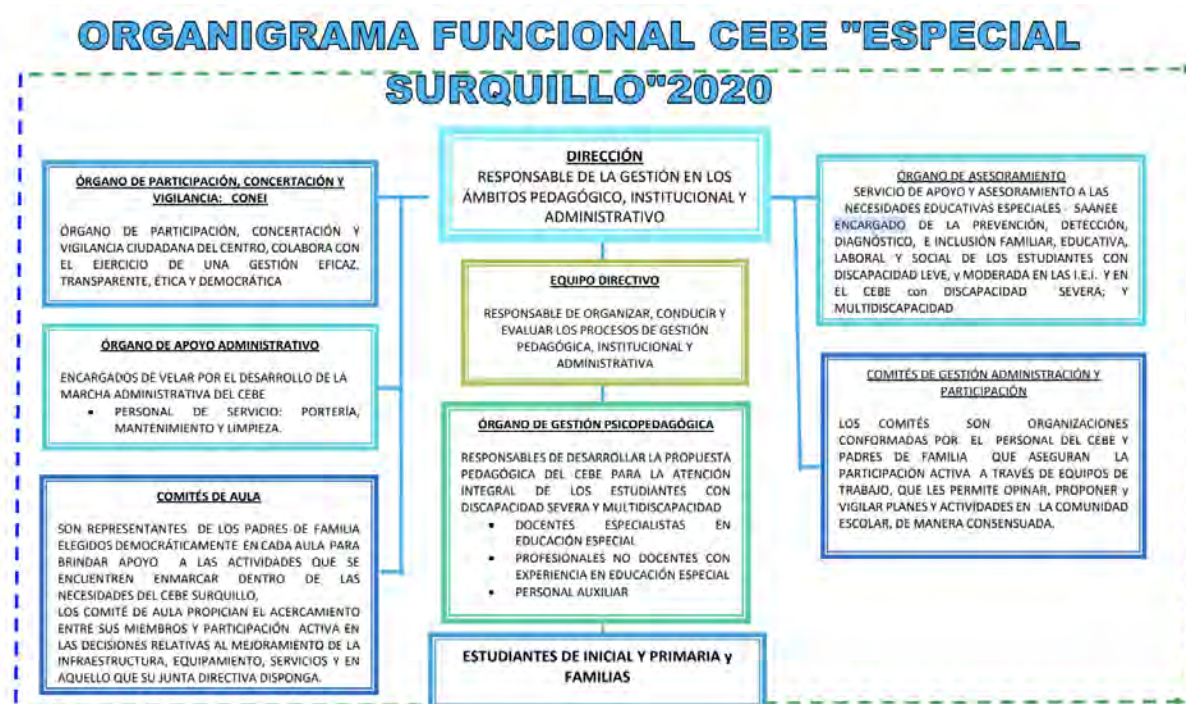 ORGANIGRAMA FUNCIONAL CEBE "ESPECIAL
SURQUILLO"2020
ÓRGANO DE PARTICIPACIÓN, CONCERTACIÓN Y
VIGILANCIA: CONEI
ÓRGANO DE PARTICIPACIÓN, CONCERTACIÓN Y
VIGILANCIA CIUDADANA DEL CENTRO, COLABORA CON
EL EJERCICIO DE UNA GESTIÓN EFICAZ,
TRANSPARENTE, ÉTICA Y DEMOCRÁTICA
ÓRGANO DE APOYO ADMINISTRATIVO
ENCARGADOS DE VELAR POR EL DESARROLLO DE LA
MARCHA ADMINISTRATIVA DEL CEBE
• PERSONAL DE SERVICIO: PORTERÍA,
MANTENIMIENTO Y LIMPIEZA.
COMITÉS DE AULA
SON REPRESENTANTES DE LOS PADRES DE FAMILIA
ELEGIDOS DEMOCRÁTICAMENTE EN CADA AULA PARA
BRINDAR APOYO A LAS ACTIVIDADES QUE SE
ENCUENTREN ENMARCAR DENTRO DE LAS
NECESIDADES DEL CEBE SURQUILLO,
LOS COMITÉ DE AULA PROPICIAN EL ACERCAMIENTO
ENTRE SUS MIEMBROS Y PARTICIPACIÓN ACTIVA EN
LAS DECISIONES RELATIVAS AL MEJORAMIENTO DE LA
INFRAESTRUCTURA, EQUIPAMIENTO, SERVICIOS Y EN
AQUELLO QUE SU JUNTA DIRECTIVA DISPONGA.
DIRECCIÓN
RESPONSABLE DE LA GESTIÓN EN LOS
ÁMBITOS PEDAGÓGICO, INSTITUCIONAL Y
ADMINISTRATIVO
EQUIPO DIRECTIVO
RESPONSABLE DE ORGANIZAR, CONDUCIR Y
EVALUAR LOS PROCESOS DE GESTIÓN
PEDAGÓGICA, INSTITUCIONAL Y
ADMINISTRATIVA
ÓRGANO DE GESTIÓN PSICOPEDAGÓGICA
RESPONSABLES DE DESARROLLAR LA PROPUESTA
PEDAGÓGICA DEL CEBE PARA LA ATENCIÓN
INTEGRAL DE LOS ESTUDIANTES CON
DISCAPACIDAD SEVERA Y MULTIDISCAPACIDAD
• DOCENTES ESPECIALISTAS EN
EDUCACIÓN ESPECIAL
• PROFESIONALES NO DOCENTES CON
EXPERIENCIA EN EDUCACIÓN ESPECIAL
• PERSONAL AUXILIAR
ESTUDIANTES DE INICIAL Y PRIMARIA y
FAMILIAS
ÓRGANO DE ASESORAMIENTO
SERVICIO DE APOYO Y ASESORAMIENTO A LAS
NECESIDADES EDUCATIVAS ESPECIALES - SAANEE
ENCARGADO DE LA PREVENCIÓN, DETECCIÓN,
DIAGNÓSTICO, E INCLUSIÓN FAMILIAR, EDUCATIVA,
LABORAL Y SOCIAL DE LOS ESTUDIANTES CON
DISCAPACIDAD LEVE, y MODERADA EN LAS I.E.i. Y EN
EL CEBE con DISCAPACIDAD SEVERA; Y
MULTIDISCAPACIDAD
COMITÉS DE GESTIÓN ADMINISTRACIÓN Y
PARTICIPACIÓN
LOS COMITÉS SON ORGANIZACIONES
CONFORMADAS POR EL PERSONAL DEL CEBE Y
PADRES DE FAMILIA QUE ASEGURAN LA
PARTICIPACIÓN ACTIVA A TRAVÉS DE EQUIPOS DE
TRABAJO, QUE LES PERMITE OPINAR, PROPONER y
VIGILAR PLANES Y ACTIVIDADES EN LA COMUNIDAD
ESCOLAR, DE MANERA CONSENSUADA.